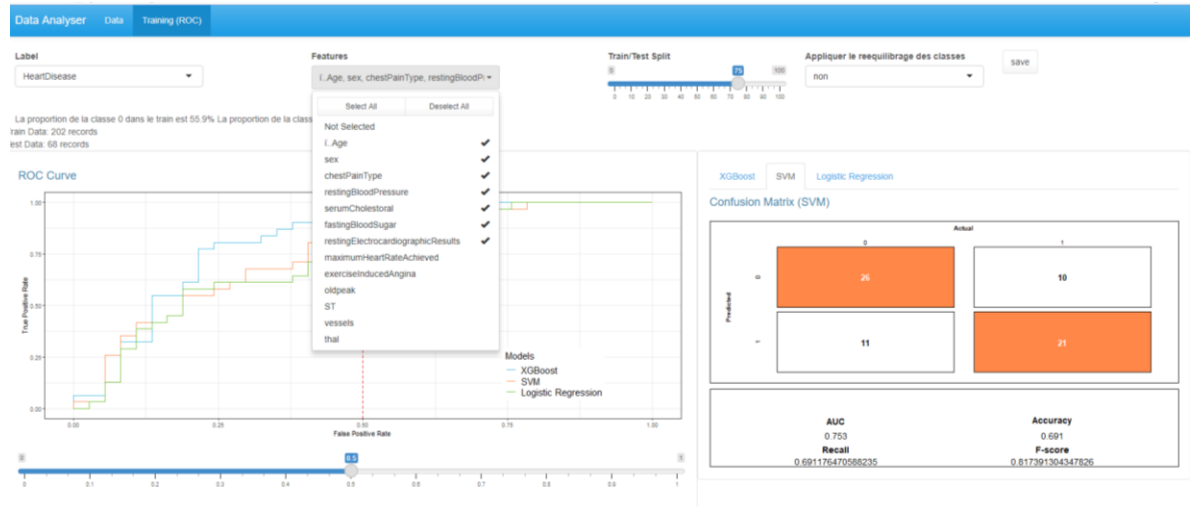 Data Analyser Data Training (ROC)
Label
HeartDisease
Features
ï..Age, sex, chestPainType, restingBloodPr
Select All Deselect All
Not Selected
ï..Age
sex
chestPainType
restingBloodPressure
serumCholestoral
fastingBloodSugar
restingElectrocardiographicResults
maximumHeartRateAchieved
exerciseInducedAngina
oldpeak
ST
vessels
thal
Train/Test Split
0 75 100
0 10 20 30 40 50 60 70 80 90 100
Appliquer le reequilibrage des classes
non
save
La proportion de la classe 0 dans le train est 55.9% La proportion de la class
rain Data: 202 records
est Data: 68 records
ROC Curve
True Positive Rate
1.00
0.75
0.50
0.25
0.00
0.00 0.25 0.50 0.75 1.00
False Positive Rate
Models
XGBoost
SVM
Logistic Regression
0 0.5 1
0 0.1 0.2 0.3 0.4 0.5 0.6 0.7 0.8 0.9 1
XGBoost SVM Logistic Regression
Confusion Matrix (SVM)
Actual
0 1
Predicted
0 26 10
1 11 21
AUC Accuracy
0.753 0.691
Recall F-score
0.691176470588235 0.817391304347826